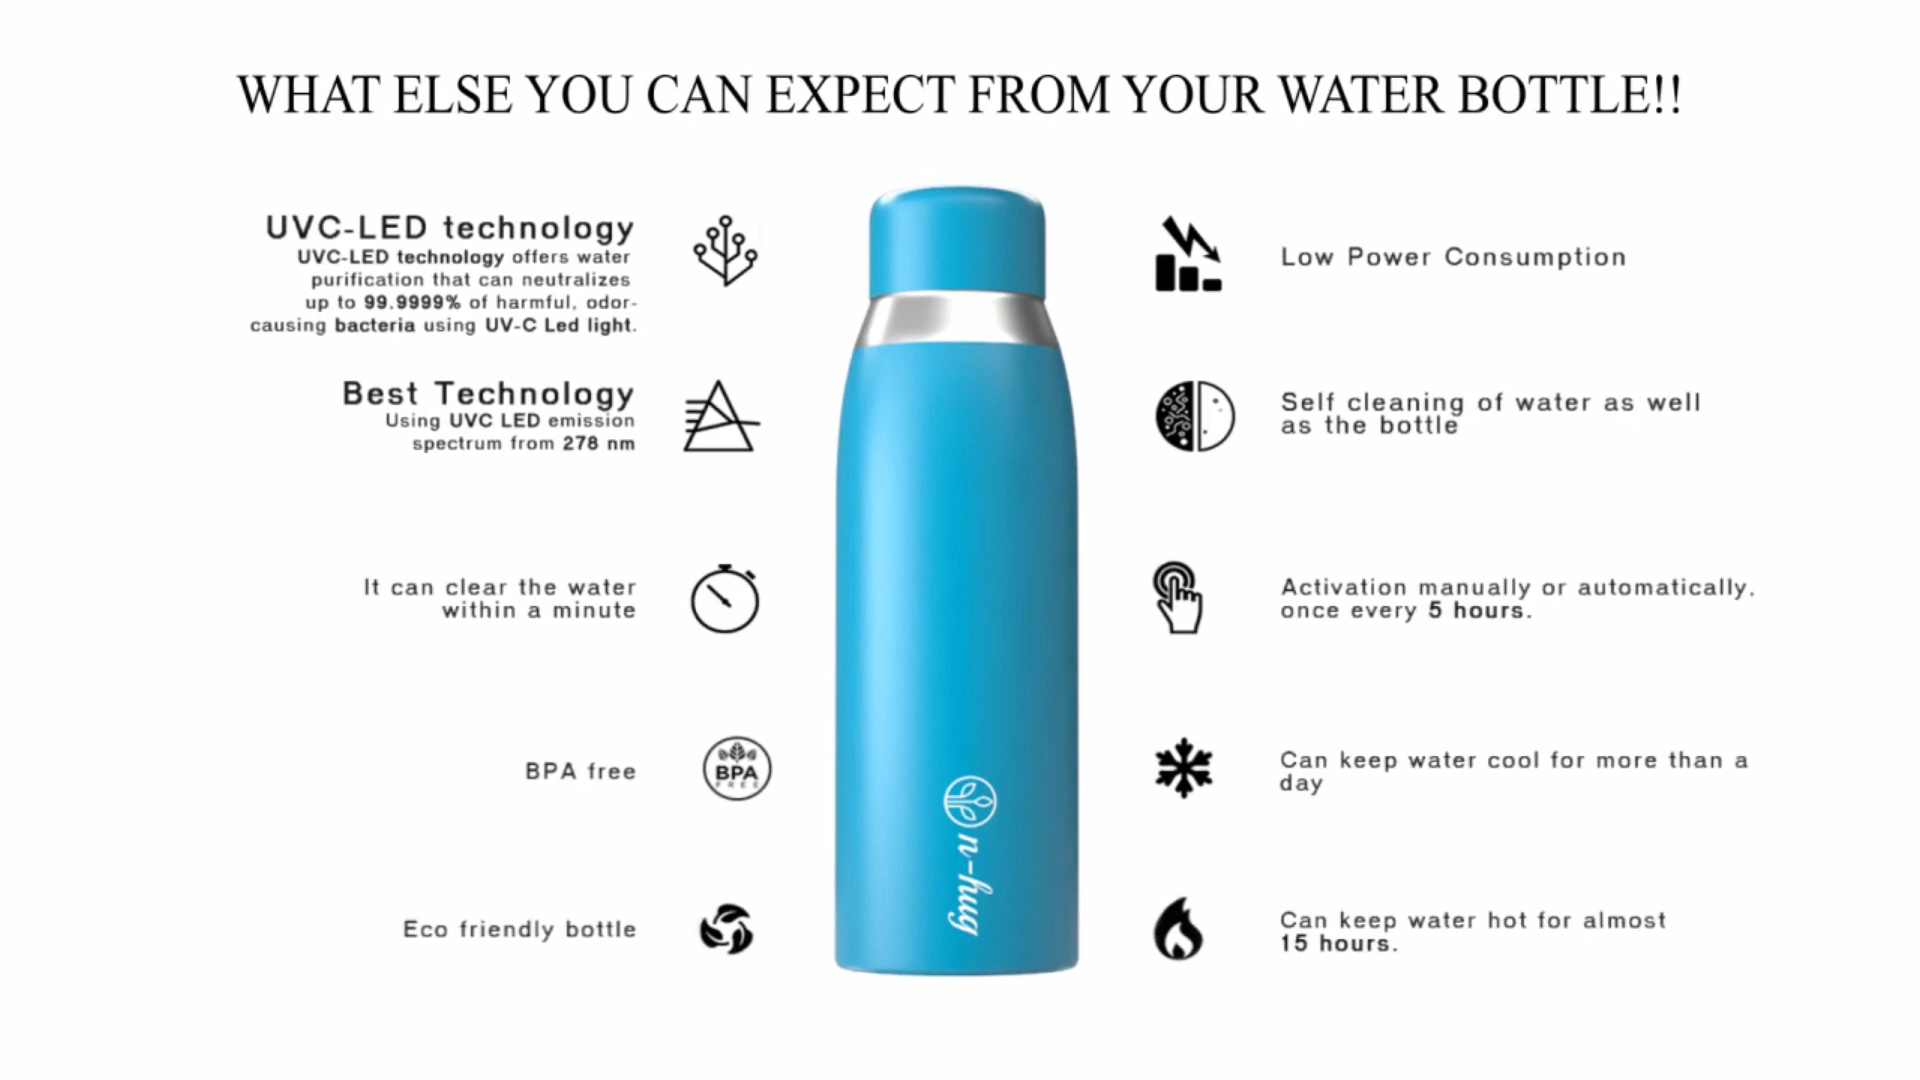 WHAT ELSE YOU CAN EXPECT FROM YOUR WATER BOTTLE!!
UVC-LED technology
UVC-LED technology offers water
purification that can neutralizes
up to 99.9999% of harmful, odor-
causing bacteria using UV-C Led light.
Best Technology
Using UVC LED emission
spectrum from 278 nm
It can clear the water
within a minute
BPA free
BPA
FREE
Eco friendly bottle
n-hug
Low Power Consumption
Self cleaning of water as well
as the bottle
Activation manually or automatically,
once every 5 hours.
Can keep water cool for more than a
day
Can keep water hot for almost
15 hours.